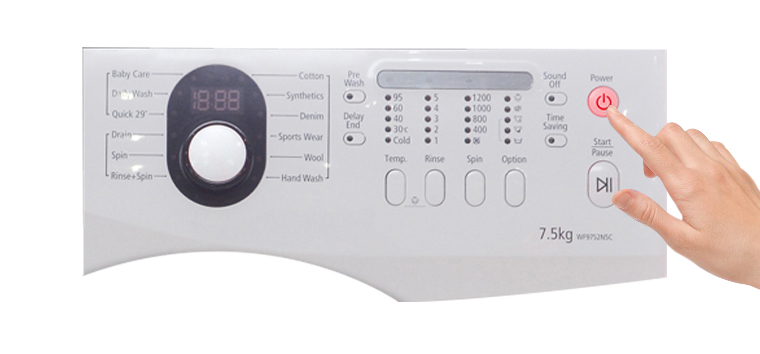 Baby Care
Daily Wash
Quick 29'
Drain
Spin
Rinse+Spin
18:88
Cotton
Synthetics
Denim
Sports Wear
Wool
Hand Wash
Pre
Wash
Delay
End
95 5 1200
60 4 1000
40 3 800
30c 2 400
Cold 1
Temp. Rinse Spin Option
Sound
Off
Time
Saving
Power
Start/
Pause
7.5kg WF9752N5C